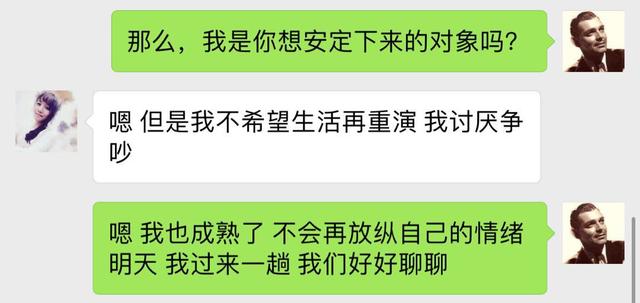 那么，我是你想安定下来的对象吗？
嗯 但是我不希望生活再重演 我讨厌争
吵
嗯 我也成熟了 不会再放纵自己的情绪
明天 我过来一趟 我们好好聊聊